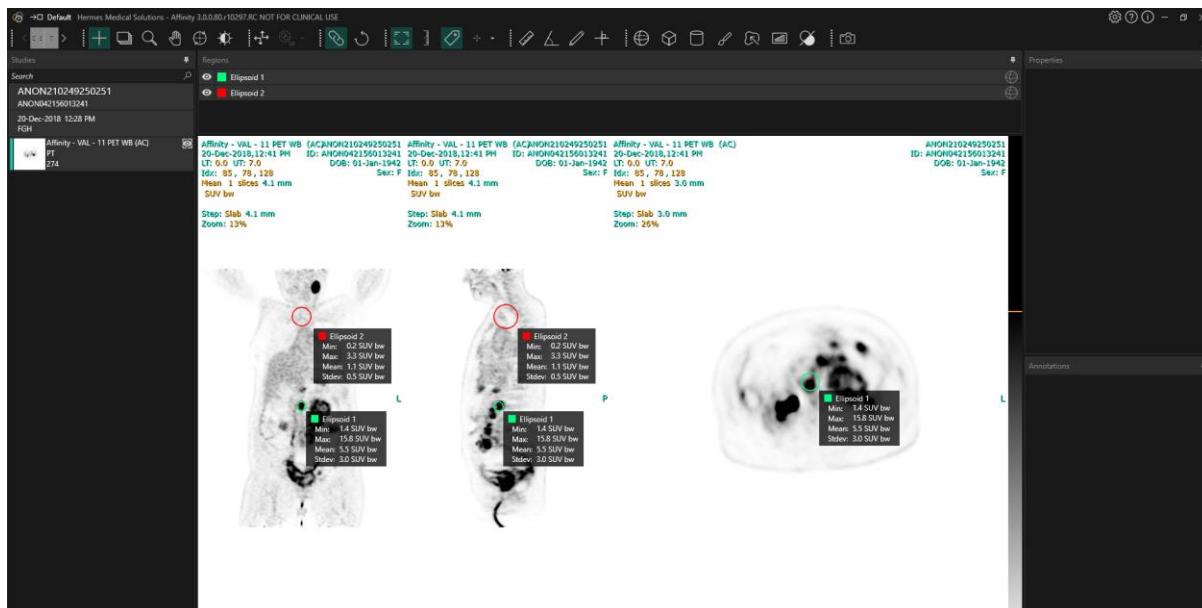 Default Hermes Medical Solutions - Affinity 3.0.0.80.r10297.RC NOT FOR CLINICAL USE
Studies
Regions
Properties
Search
Ellipsoid 1
Ellipsoid 2
ANON210249250251
ANON042156013241
20-Dec-2018 12:28 PM
FGH
Affinity - VAL - 11 PET WB (AC)
PT
274
Affinity - VAL - 11 PET WB (AC)
ANON210249250251
20-Dec-2018,12:41 PM
ID: ANON042156013241
LT: 0.0 UT: 7.0
DOB: 01-Jan-1942
Idx: 85, 78, 128
Sex: F
Mean 1 slices 4.1 mm
SUV bw
Step: Slab 4.1 mm
Zoom: 13%
Affinity - VAL - 11 PET WB (AC)
ANON210249250251
20-Dec-2018,12:41 PM
ID: ANON042156013241
LT: 0.0 UT: 7.0
DOB: 01-Jan-1942
Idx: 85, 78, 128
Sex: F
Mean 1 slices 4.1 mm
SUV bw
Step: Slab 4.1 mm
Zoom: 13%
Affinity - VAL - 11 PET WB (AC)
ANON210249250251
20-Dec-2018,12:41 PM
ID: ANON042156013241
LT: 0.0 UT: 7.0
DOB: 01-Jan-1942
Idx: 85, 78, 128
Sex: F
Mean 1 slices 3.0 mm
SUV bw
Step: Slab 3.0 mm
Zoom: 26%
Ellipsoid 2
Min: 0.2 SUV bw
Max: 3.3 SUV bw
Mean: 1.1 SUV bw
Stdev: 0.5 SUV bw
L
Ellipsoid 1
Min: 1.4 SUV bw
Max: 15.8 SUV bw
Mean: 5.5 SUV bw
Stdev: 3.0 SUV bw
Ellipsoid 2
Min: 0.2 SUV bw
Max: 3.3 SUV bw
Mean: 1.1 SUV bw
Stdev: 0.5 SUV bw
P
Ellipsoid 1
Min: 1.4 SUV bw
Max: 15.8 SUV bw
Mean: 5.5 SUV bw
Stdev: 3.0 SUV bw
L
Ellipsoid 1
Min: 1.4 SUV bw
Max: 15.8 SUV bw
Mean: 5.5 SUV bw
Stdev: 3.0 SUV bw
Annotations